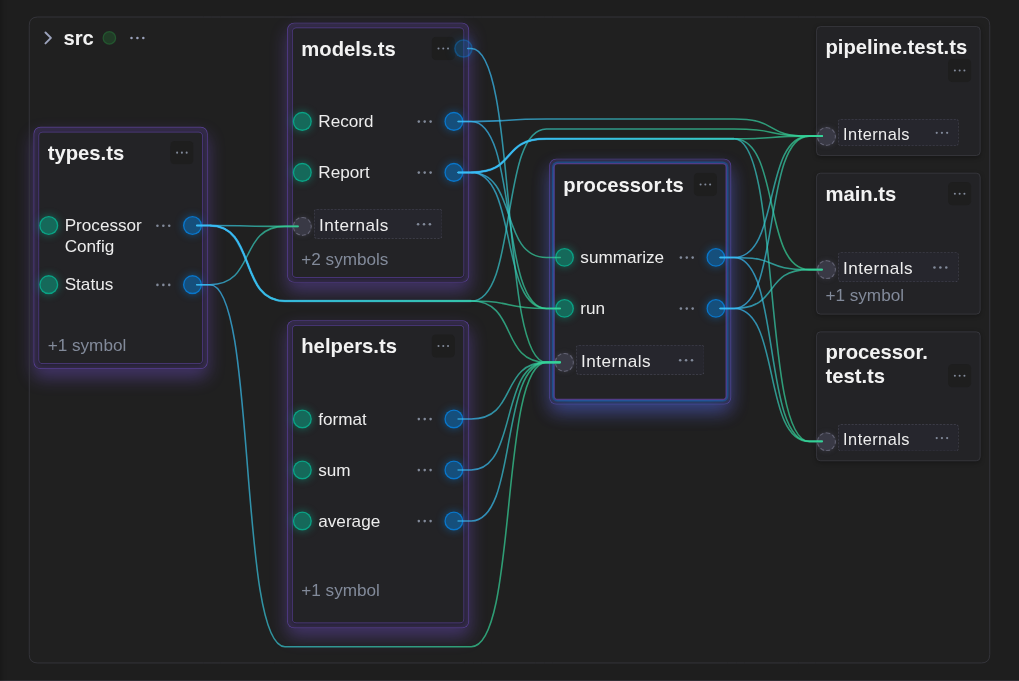 src
types.ts
Processor
Config
Status
+1 symbol
models.ts
Record
Report
Internals
+2 symbols
helpers.ts
format
sum
average
+1 symbol
processor.ts
summarize
run
Internals
pipeline.test.ts
Internals
main.ts
Internals
+1 symbol
processor.
test.ts
Internals